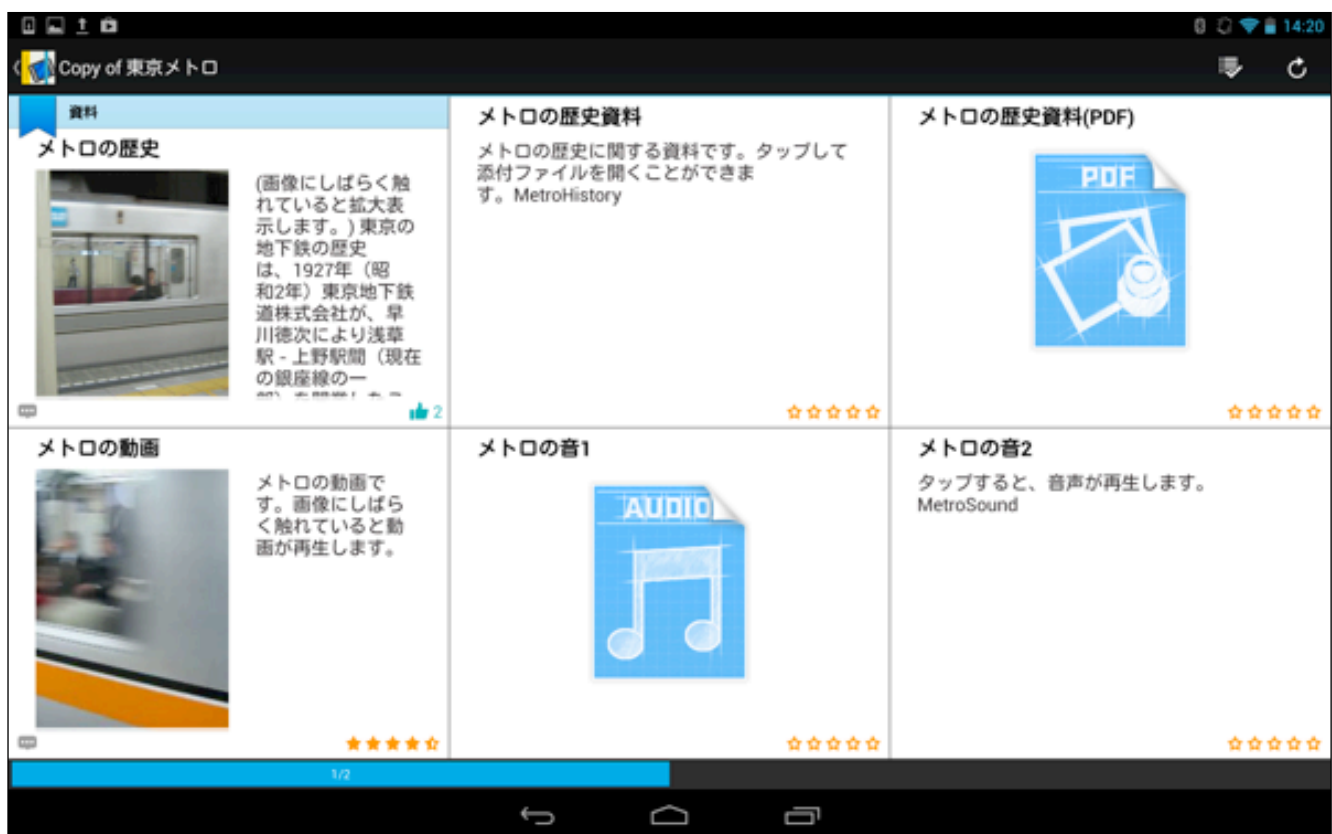 14:20
Copy of 東京メトロ
資料
メトロの歴史
(画像にしばらく触
れていると拡大表
示します。) 東京の
地下鉄の歴史
は、1927年（昭
和2年）東京地下鉄
道株式会社が、早
川徳次により浅草
駅 - 上野駅間（現在
の銀座線の一
2
メトロの歴史資料
メトロの歴史に関する資料です。タップして
添付ファイルを開くことができま
す。MetroHistory
メトロの歴史資料(PDF)
PDF
メトロの動画
メトロの動画で
す。画像にしばら
く触れていると動
画が再生します。
メトロの音1
AUDIO
メトロの音2
タップすると、音声が再生します。
MetroSound
1/2